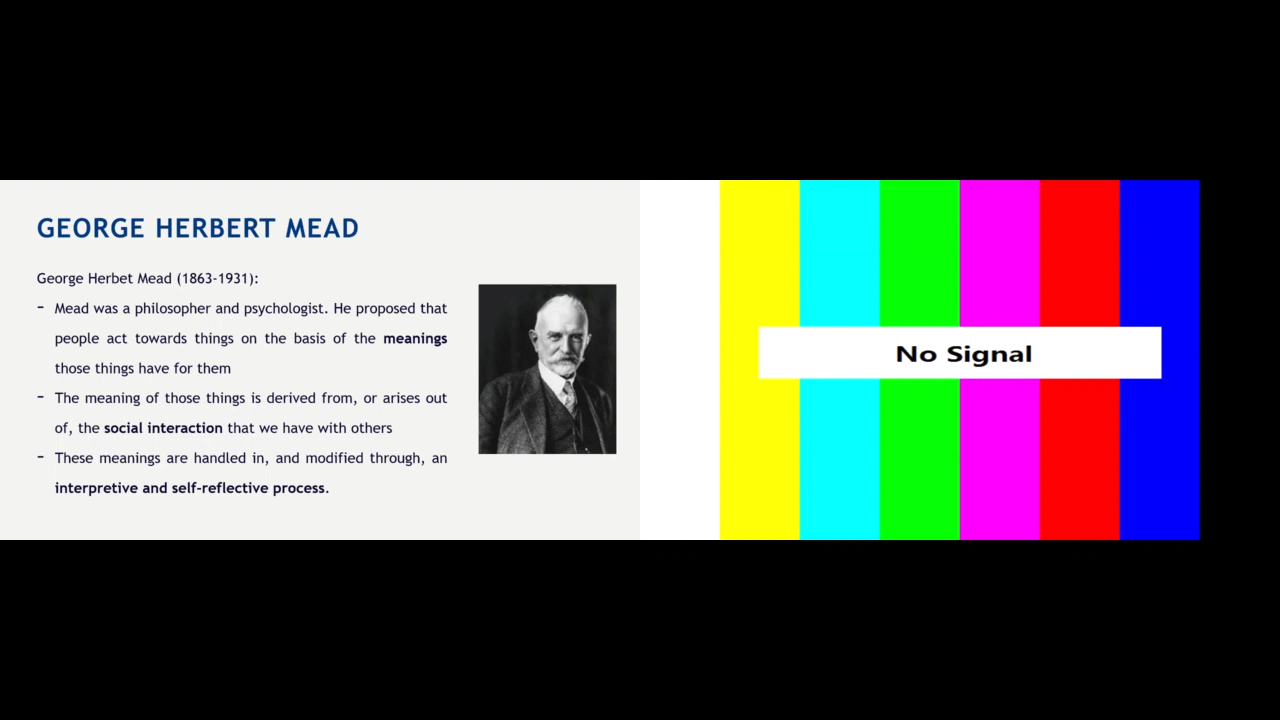 GEORGE HERBERT MEAD
George Herbet Mead (1863-1931):
- Mead was a philosopher and psychologist. He proposed that
people act towards things on the basis of the meanings
those things have for them
- The meaning of those things is derived from, or arises out
of, the social interaction that we have with others
- These meanings are handled in, and modified through, an
interpretive and self-reflective process.
No Signal